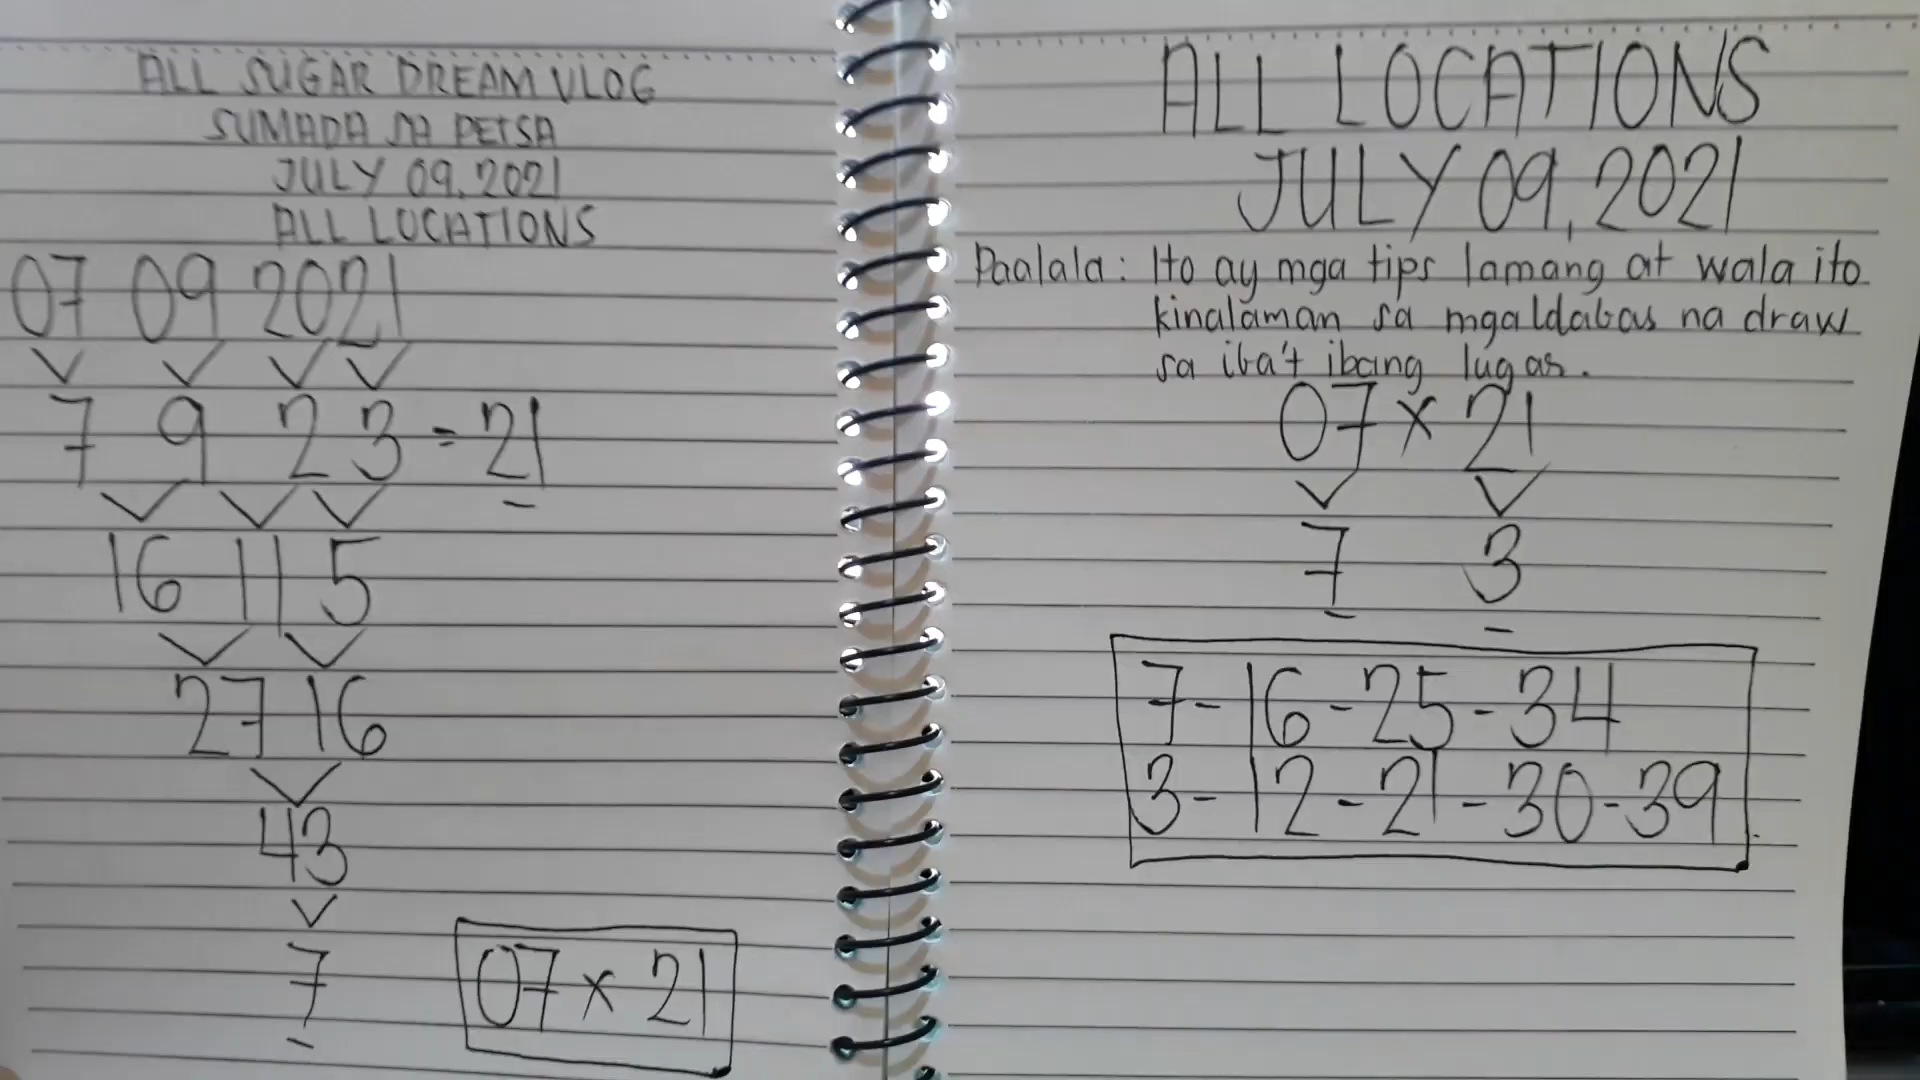 ALL SUGAR DREAM VLOG
SUMADA SA PETSA
JULY 09, 2021
ALL LOCATIONS
07 09 2021
7 9 2 3 = 21
16 11 5
27 16
43
7
07 x 21
ALL LOCATIONS
JULY 09, 2021
Paalala: Ito ay mga tips lamang at wala ito
kinalaman sa mga ldabas na draw
sa iba't ibang lugar.
07 x 21
7 3
7-16-25-34
3-12-21-30-39